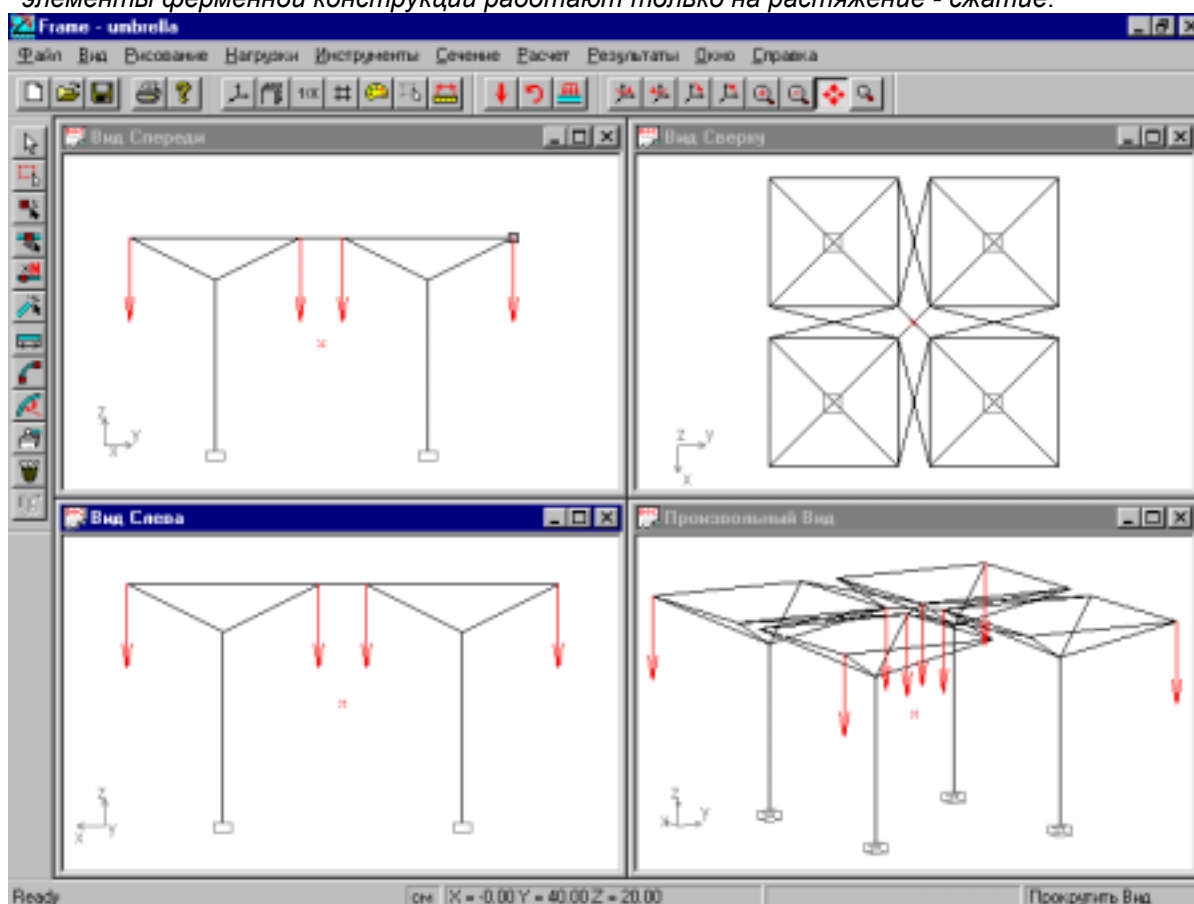 элементы ферменной конструкции работают только на растяжение - сжатие.
Frame - umbrella
Файл Вид Рисование Нагрузки Инструменты Сечение Расчет Результаты Окно Справка
Вид Спереди
Вид Сверху
Z
Y
X
Z Y
X
Вид Слева
Произвольный Вид
Z
X Y
Z
X Y
Ready
см
X = -0.00 Y = 40.00 Z = 20.00
Прокрутить Вид